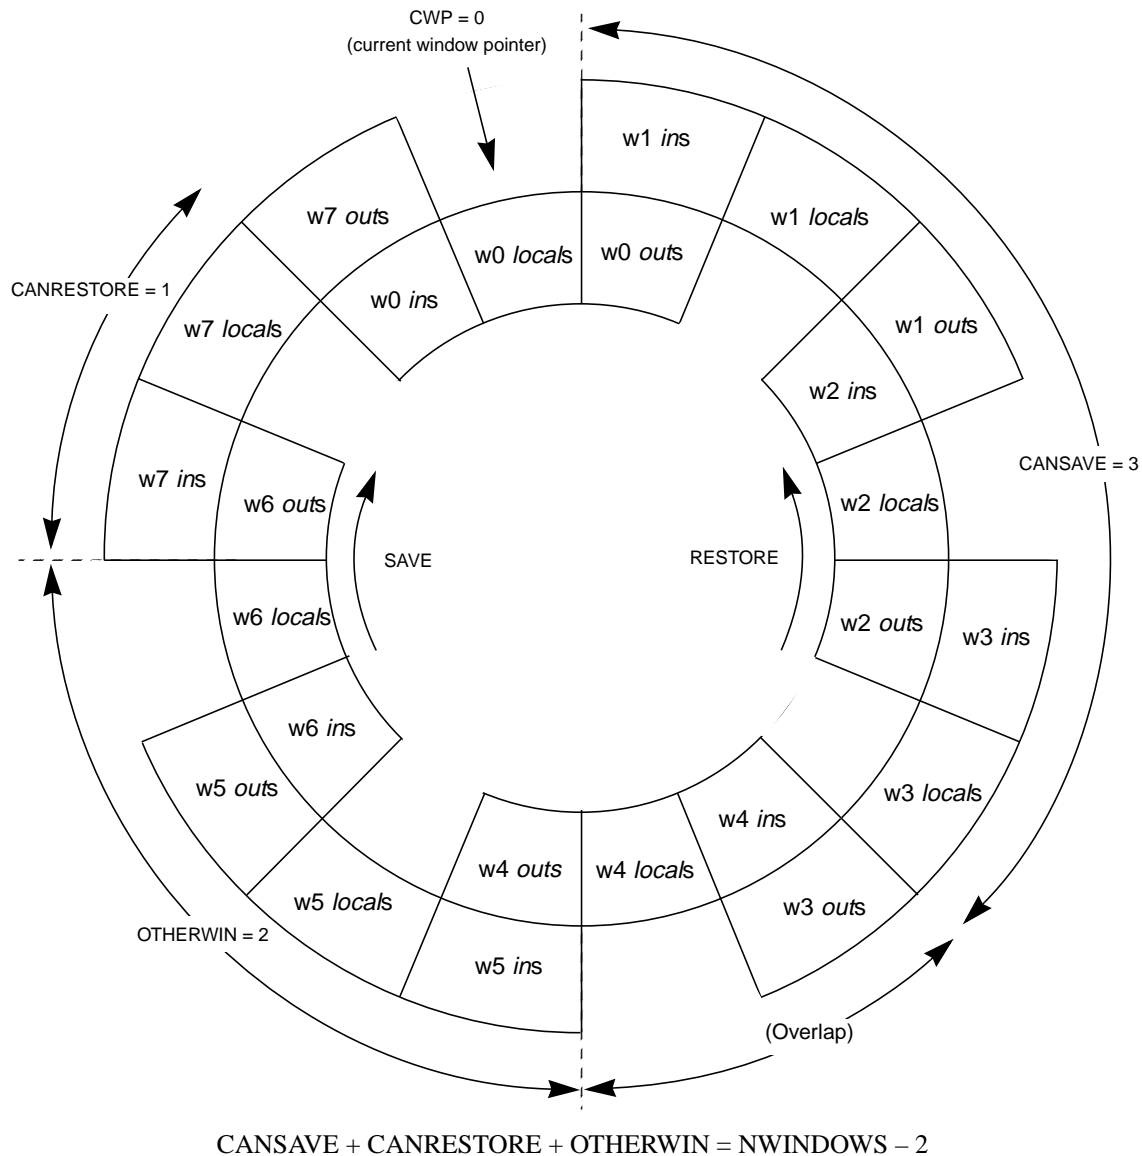 CWP = 0
(current window pointer)
w1 ins
w7 outs
w1 locals
w0 locals
w0 outs
CANRESTORE = 1
w0 ins
w7 locals
w1 outs
w2 ins
CANSAVE = 3
w7 ins
w6 outs
w2 locals
SAVE
RESTORE
w6 locals
w2 outs
w3 ins
w6 ins
w5 outs
w3 locals
w4 ins
w4 outs
w4 locals
w5 locals
w3 outs
OTHERWIN = 2
w5 ins
(Overlap)
CANSAVE + CANRESTORE + OTHERWIN = NWINDOWS – 2